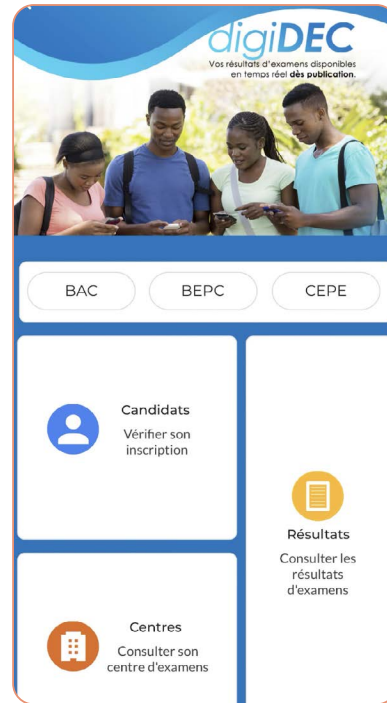 digiDEC
Vos résultats d'examens disponibles
en temps réel dès publication.
BAC
BEPC
CEPE
Candidats
Vérifier son
inscription
Résultats
Consulter les
résultats
d'examens
Centres
Consulter son
centre d'examens